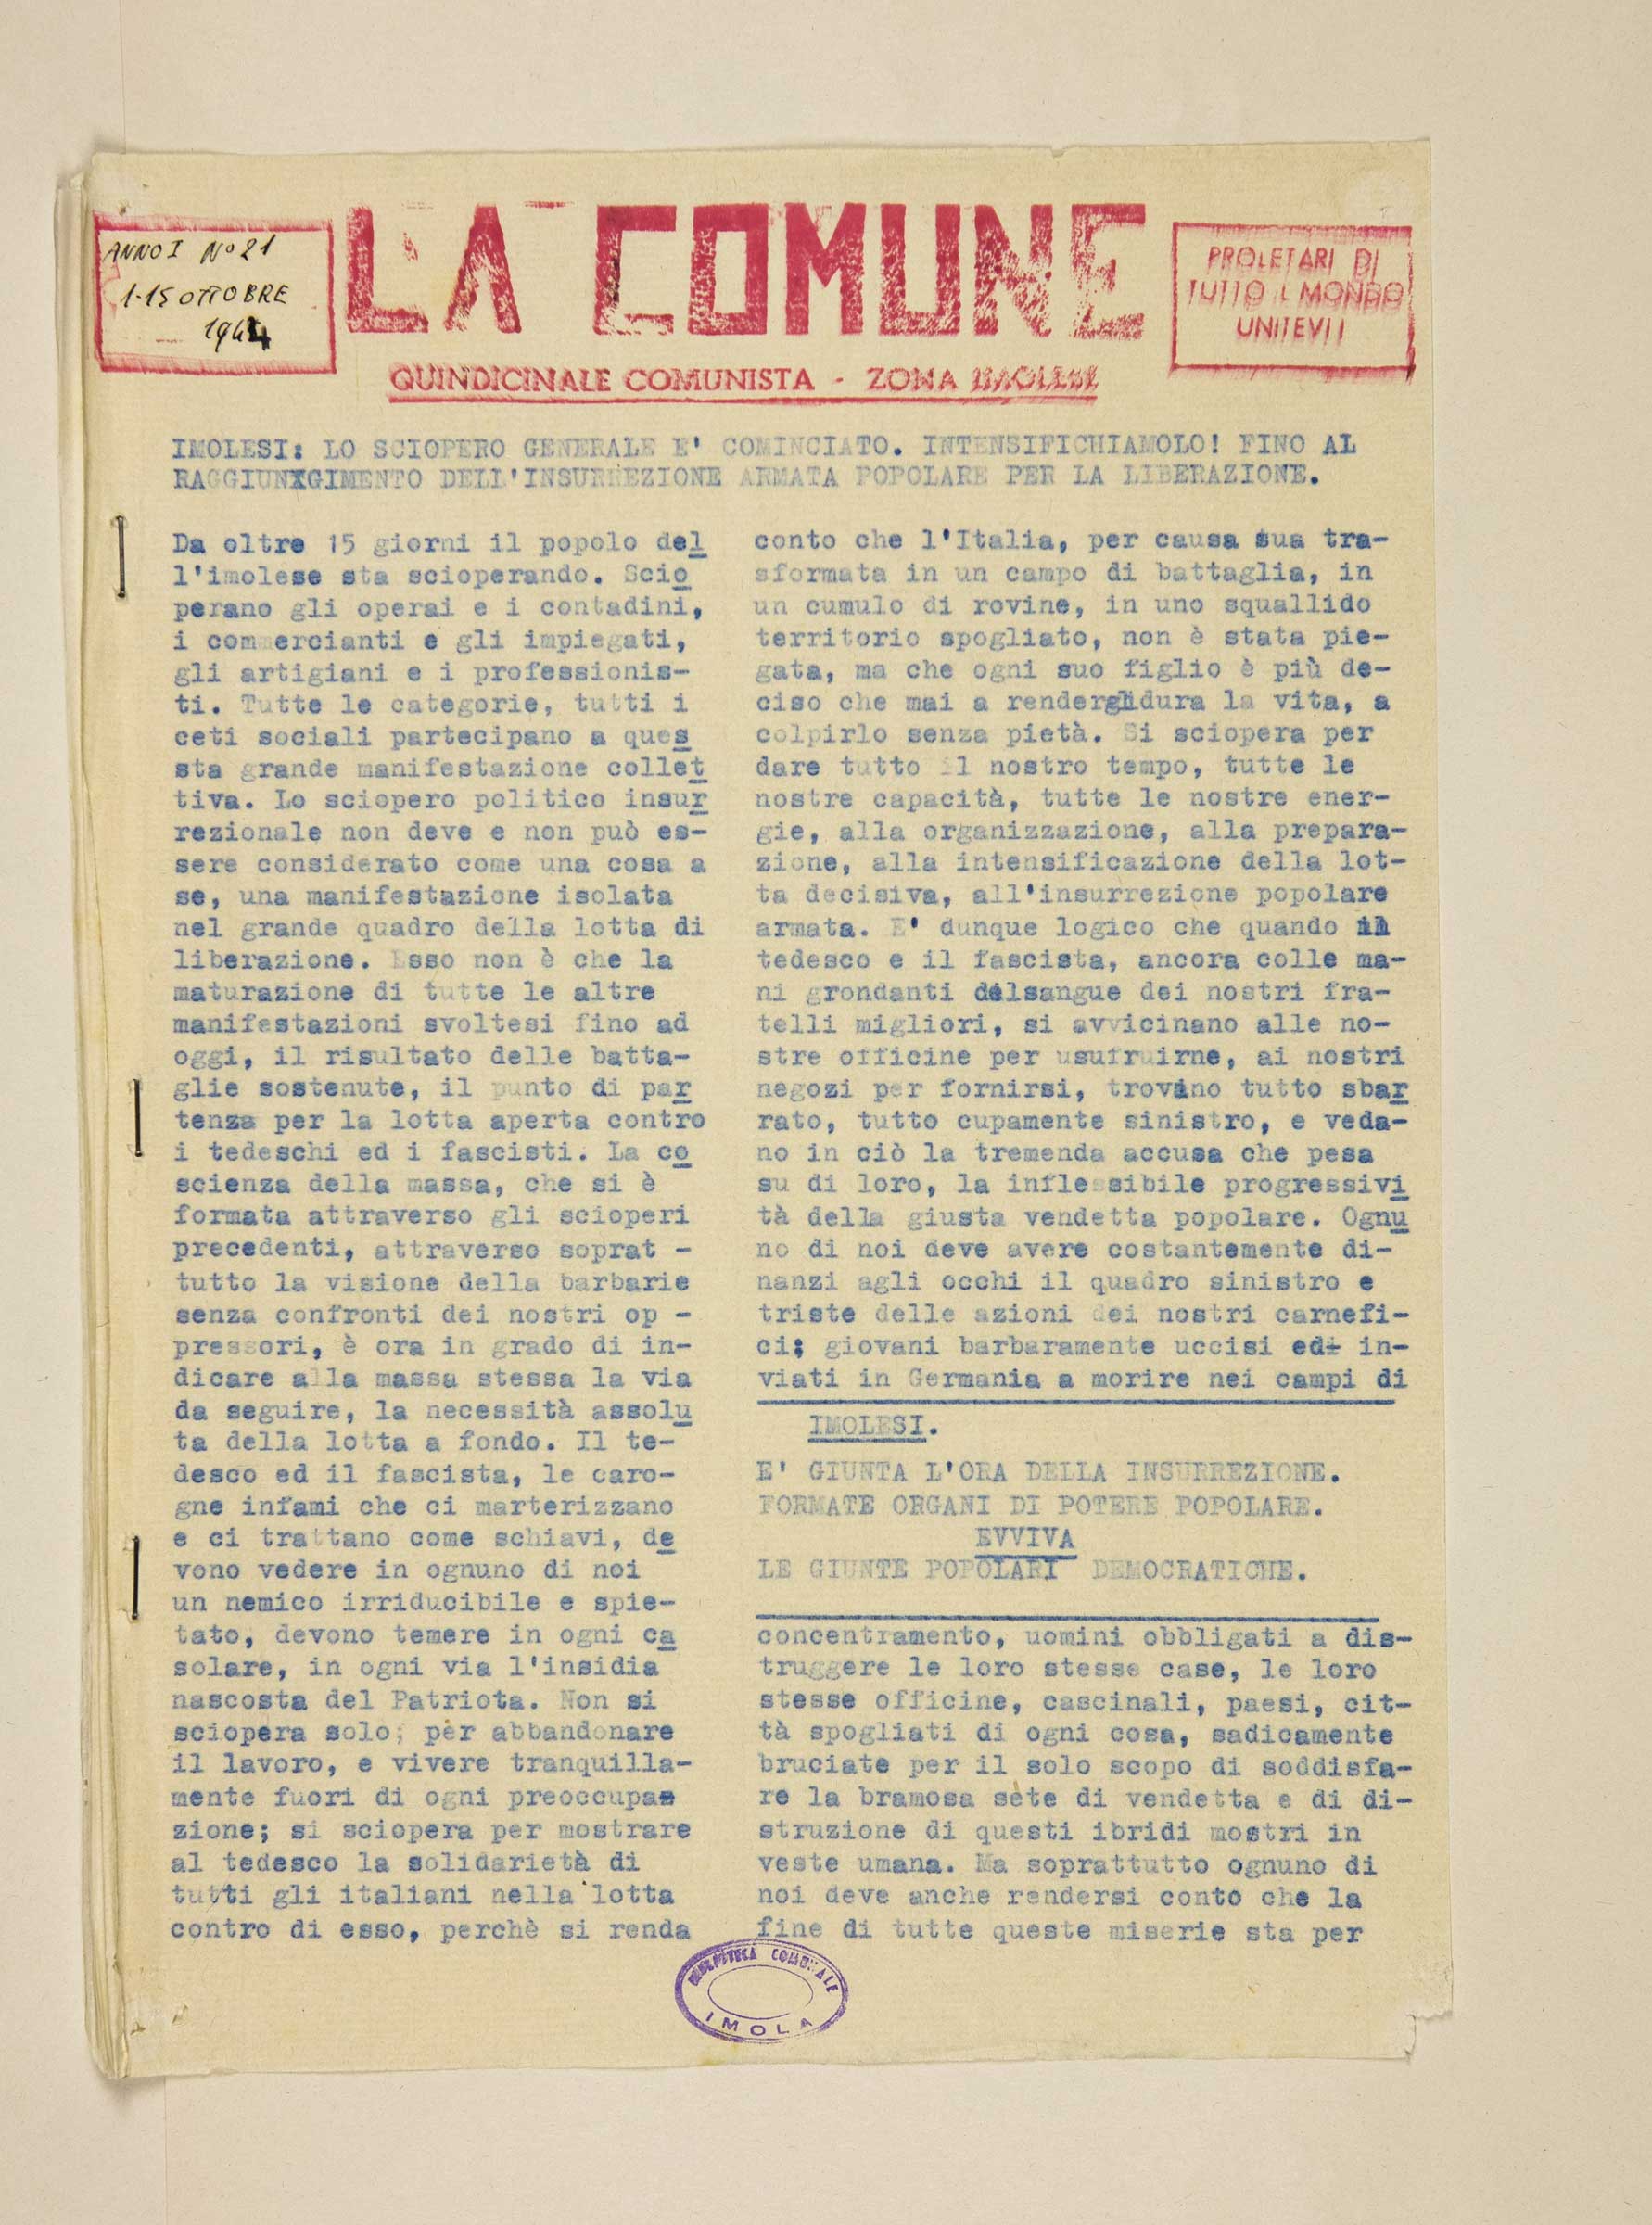 ANNO I Nº 21
1-15 OTTOBRE
1944
LA COMUNE
PROLETARI DI
TUTTO IL MONDO
UNITEVI!
QUINDICINALE COMUNISTA - ZONA IMOLESE
IMOLESI: LO SCIOPERO GENERALE E' COMINCIATO. INTENSIFICHIAMOLO! FINO AL
RAGGIUNXGIMENTO DELL'INSURREZIONE ARMATA POPOLARE PER LA LIBERAZIONE.
Da oltre 15 giorni il popolo del
l'imolese sta scioperando. Scio
perano gli operai e i contadini,
i commercianti e gli impiegati,
gli artigiani e i professionis-
ti. Tutte le categorie, tutti i
ceti sociali partecipano a ques
sta grande manifestazione collet
tiva. Lo sciopero politico insur
rezionale non deve e non può es-
sere considerato come una cosa a
se, una manifestazione isolata
nel grande quadro della lotta di
liberazione. Esso non è che la
maturazione di tutte le altre
manifestazioni svoltesi fino ad
oggi, il risultato delle batta-
glie sostenute, il punto di par
tenza per la lotta aperta contro
i tedeschi ed i fascisti. La co
scienza della massa, che si è
formata attraverso gli scioperi
precedenti, attraverso soprat -
tutto la visione della barbarie
senza confronti dei nostri op -
pressori, è ora in grado di in-
dicare alla massa stessa la via
da seguire, la necessità assolu
ta della lotta a fondo. Il te-
desco ed il fascista, le caro-
gne infami che ci marterizzano
e ci trattano come schiavi, de
vono vedere in ognuno di noi
un nemico irriducibile e spie-
tato, devono temere in ogni ca
solare, in ogni via l'insidia
nascosta del Patriota. Non si
sciopera solo; per abbandonare
il lavoro, e vivere tranquilla-
mente fuori di ogni preoccupa=
zione; si sciopera per mostrare
al tedesco la solidarietà di
tutti gli italiani nella lotta
contro di esso, perchè si renda
conto che l'Italia, per causa sua tra-
sformata in un campo di battaglia, in
un cumulo di rovine, in uno squallido
territorio spogliato, non è stata pie-
gata, ma che ogni suo figlio è più de-
ciso che mai a rendergli dura la vita, a
colpirlo senza pietà. Si sciopera per
dare tutto il nostro tempo, tutte le
nostre capacità, tutte le nostre ener-
gie, alla organizzazione, alla prepara-
zione, alla intensificazione della lot-
ta decisiva, all'insurrezione popolare
armata. E' dunque logico che quando il
tedesco e il fascista, ancora colle ma-
ni grondanti del sangue dei nostri fra-
telli migliori, si avvicinano alle no-
stre officine per usufruirne, ai nostri
negozi per fornirsi, trovino tutto sbar
rato, tutto cupamente sinistro, e veda-
no in ciò la tremenda accusa che pesa
su di loro, la inflessibile progressivi
tà della giusta vendetta popolare. Ognu
no di noi deve avere costantemente di-
nanzi agli occhi il quadro sinistro e
triste delle azioni dei nostri carnefi-
ci; giovani barbaramente uccisi ed in-
viati in Germania a morire nei campi di
IMOLESI.
E' GIUNTA L'ORA DELLA INSURREZIONE.
FORMATE ORGANI DI POTERE POPOLARE.
EVVIVA
LE GIUNTE POPOLARI DEMOCRATICHE.
concentramento, uomini obbligati a dis-
truggere le loro stesse case, le loro
stesse officine, cascinali, paesi, cit-
tà spogliati di ogni cosa, sadicamente
bruciate per il solo scopo di soddisfa-
re la bramosa sète di vendetta e di di-
struzione di questi ibridi mostri in
veste umana. Ma soprattutto ognuno di
noi deve anche rendersi conto che la
fine di tutte queste miserie sta per
BIBLIOTECA COMUNALE
IMOLA